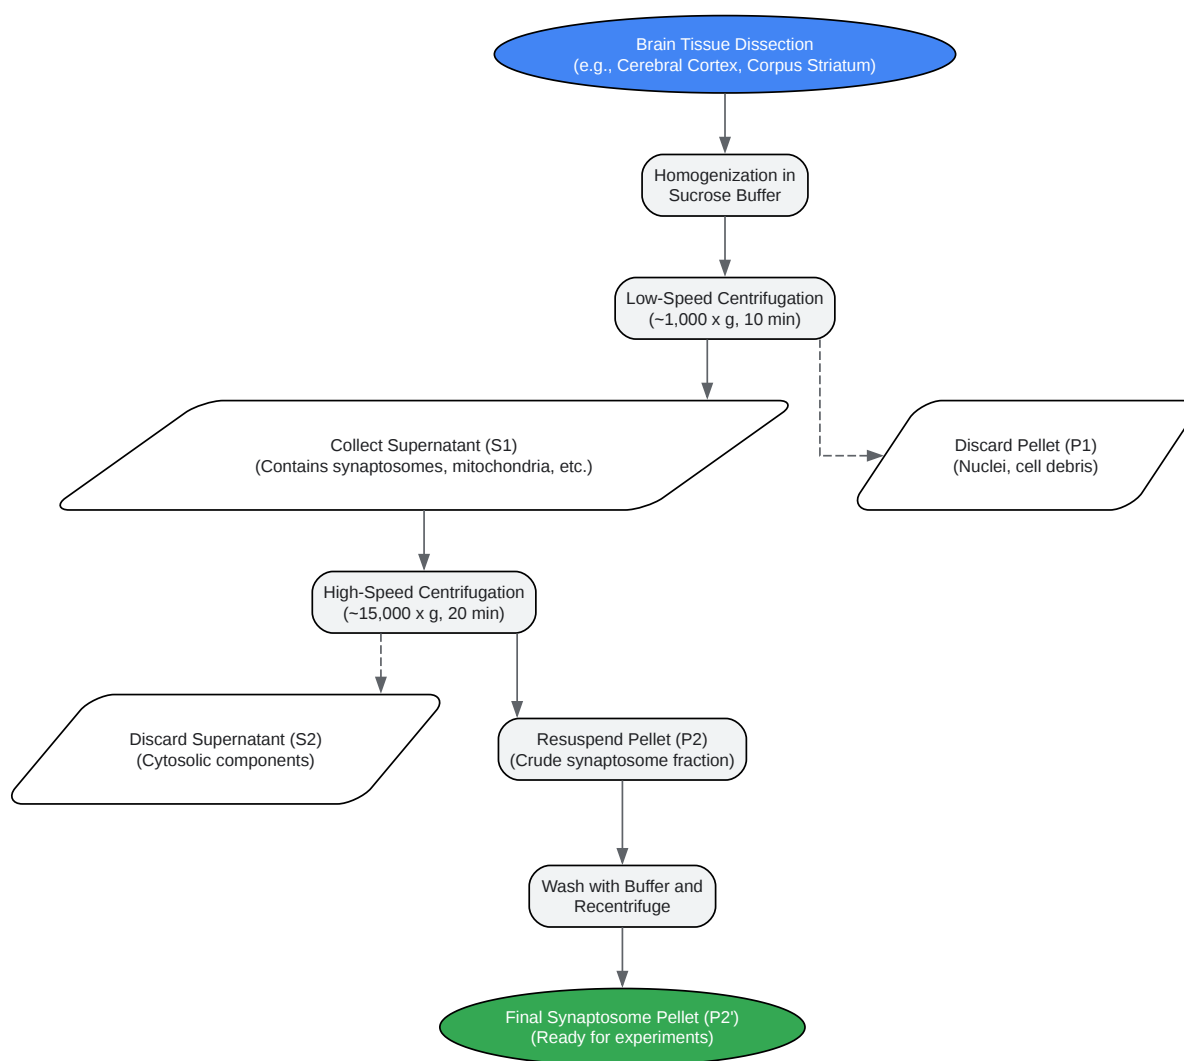 Brain Tissue Dissection
(e.g., Cerebral Cortex, Corpus Striatum)
Homogenization in
Sucrose Buffer
Low-Speed Centrifugation
(~1,000 x g, 10 min)
Collect Supernatant (S1)
(Contains synaptosomes, mitochondria, etc.)
Discard Pellet (P1)
(Nuclei, cell debris)
High-Speed Centrifugation
(~15,000 x g, 20 min)
Discard Supernatant (S2)
(Cytosolic components)
Resuspend Pellet (P2)
(Crude synaptosome fraction)
Wash with Buffer and
Recentrifuge
Final Synaptosome Pellet (P2')
(Ready for experiments)